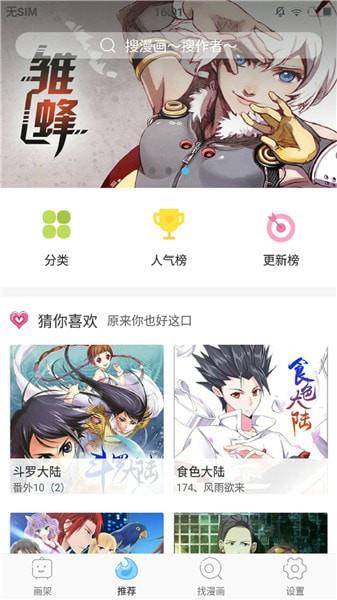 无SIM
16:01
搜漫画～搜作者～
雏蜂
分类
人气榜
更新榜
猜你喜欢 原来你也好这口
斗罗大陆
食色大陆
斗罗大陆
番外10（2）
食色大陆
174、风雨欲来
画架
推荐
找漫画
设置